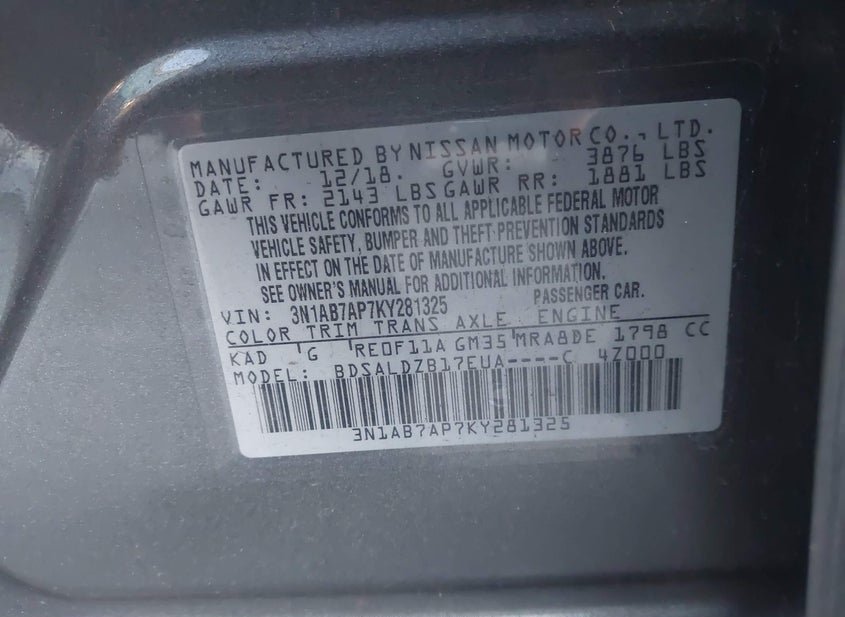 MANUFACTURED BY NISSAN MOTOR CO., LTD.
DATE: 12/18. GVWR: 3876 LBS
GAWR FR: 2143 LBS GAWR RR: 1881 LBS
THIS VEHICLE CONFORMS TO ALL APPLICABLE FEDERAL MOTOR
VEHICLE SAFETY, BUMPER AND THEFT PREVENTION STANDARDS
IN EFFECT ON THE DATE OF MANUFACTURE SHOWN ABOVE.
SEE OWNER'S MANUAL FOR ADDITIONAL INFORMATION.
VIN: 3N1AB7AP7KY281325 PASSENGER CAR.
COLOR TRIM TRANS AXLE ENGINE
KAD G RE0F11A GM35 MRA8DE 1798 CC
MODEL: BDSALDZB17EUA----C 4Z000
3N1AB7AP7KY281325